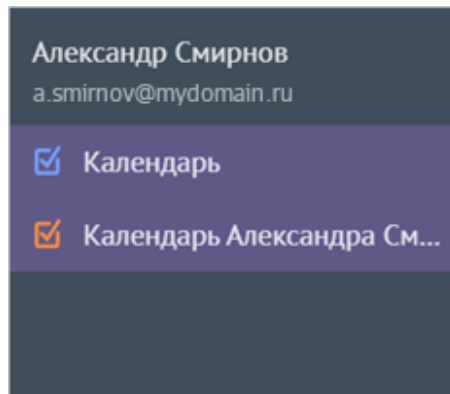 Александр Смирнов
a.smirnov@mydomain.ru
Календарь
Календарь Александра См...